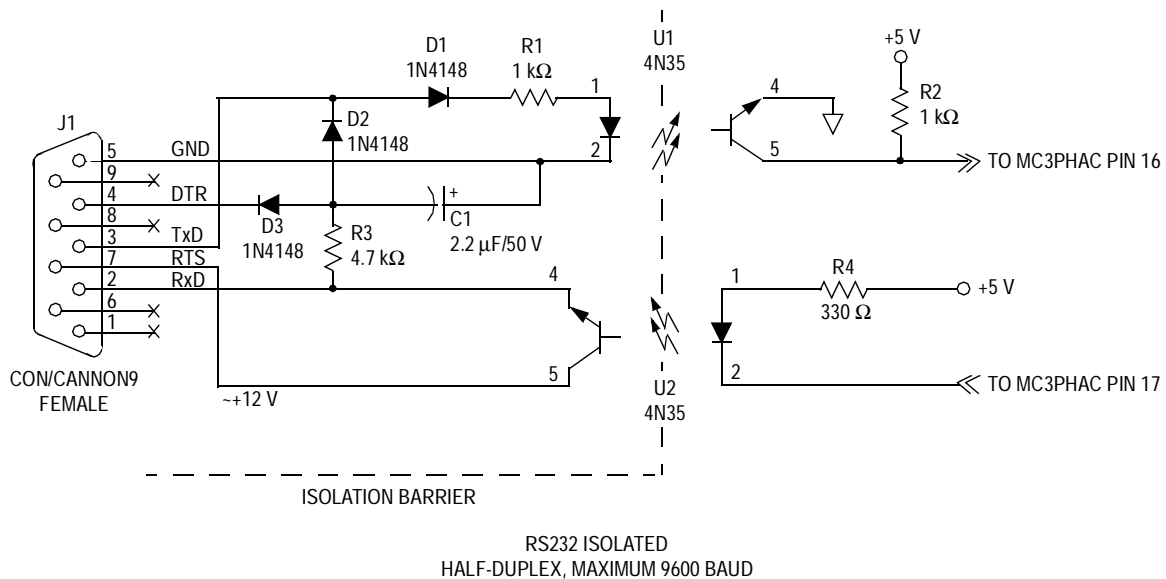 D1
1N4148
R1
1 kΩ
U1
4N35
+5 V
R2
1 kΩ
1
2
4
5
TO MC3PHAC PIN 16
J1
D2
1N4148
5
GND
9
4
DTR
8
3
TxD
7
RTS
2
RxD
6
1
D3
1N4148
R3
4.7 kΩ
+
C1
2.2 µF/50 V
4
5
1
2
R4
330 Ω
+5 V
U2
4N35
TO MC3PHAC PIN 17
CON/CANNON9
FEMALE
~+12 V
ISOLATION BARRIER
RS232 ISOLATED
HALF-DUPLEX, MAXIMUM 9600 BAUD